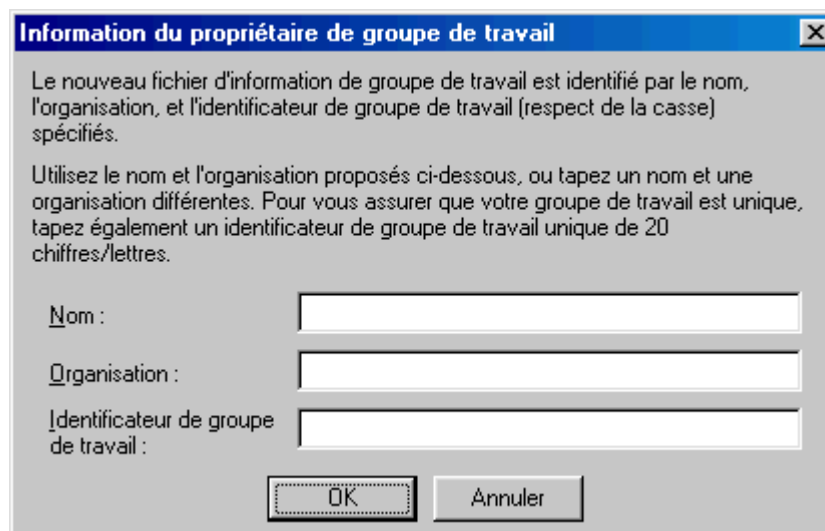 Information du propriétaire de groupe de travail
Le nouveau fichier d'information de groupe de travail est identifié par le nom,
l'organisation, et l'identificateur de groupe de travail (respect de la casse)
spécifiés.
Utilisez le nom et l'organisation proposés ci-dessous, ou tapez un nom et une
organisation différentes. Pour vous assurer que votre groupe de travail est unique,
tapez également un identificateur de groupe de travail unique de 20
chiffres/lettres.
Nom :
Organisation :
Identificateur de groupe
de travail :
OK Annuler